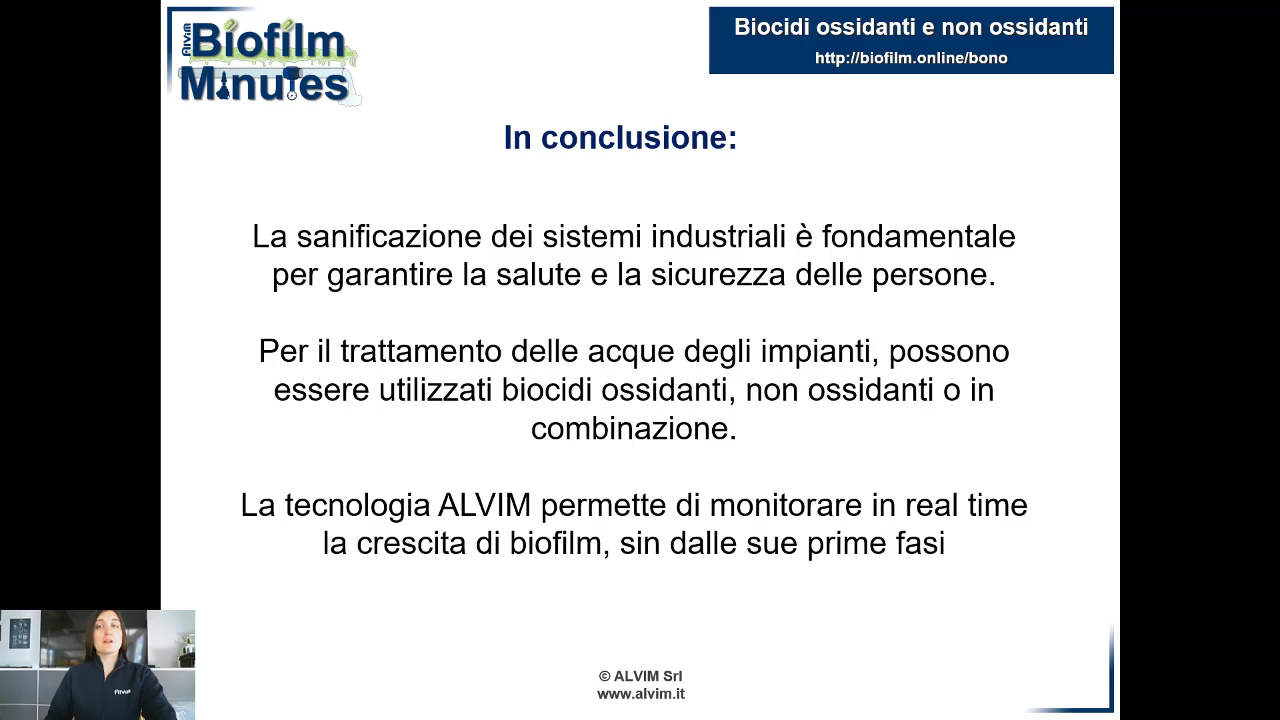 ALVIM
Biofilm
Minutes
Biocidi ossidanti e non ossidanti
http://biofilm.online/bono
In conclusione:
La sanificazione dei sistemi industriali è fondamentale
per garantire la salute e la sicurezza delle persone.
Per il trattamento delle acque degli impianti, possono
essere utilizzati biocidi ossidanti, non ossidanti o in
combinazione.
La tecnologia ALVIM permette di monitorare in real time
la crescita di biofilm, sin dalle sue prime fasi
ALVIM
© ALVIM Srl
www.alvim.it